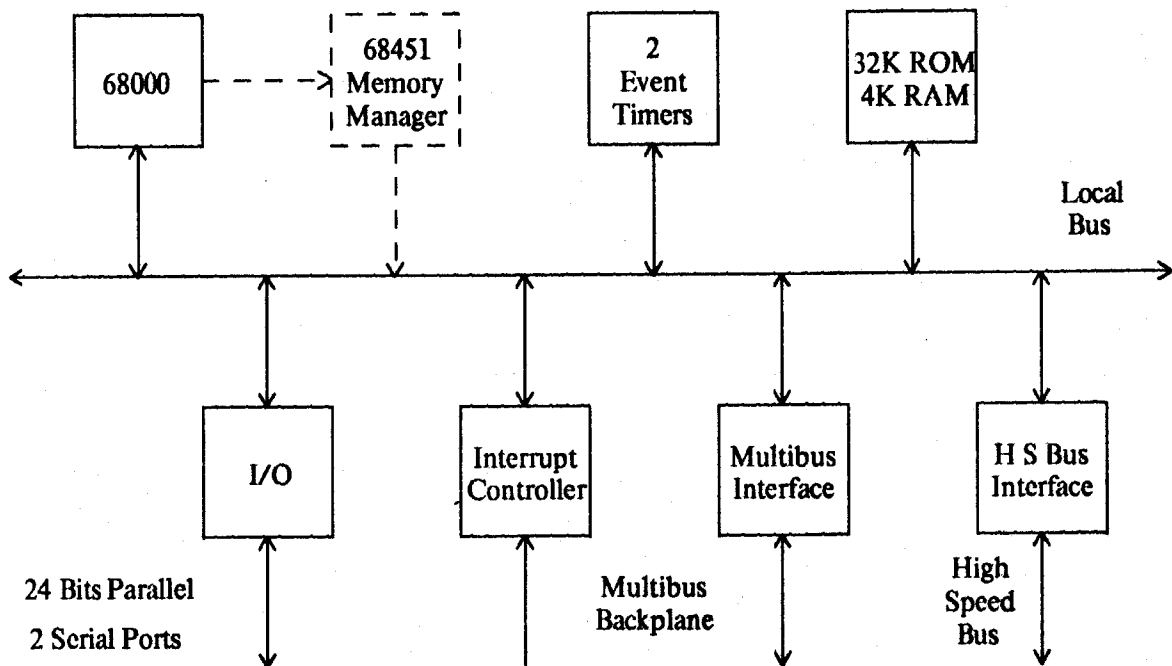 68000
68451
Memory
Manager
2
Event
Timers
32K ROM
4K RAM
Local
Bus
I/O
Interrupt
Controller
Multibus
Interface
H S Bus
Interface
24 Bits Parallel
2 Serial Ports
Multibus
Backplane
High
Speed
Bus